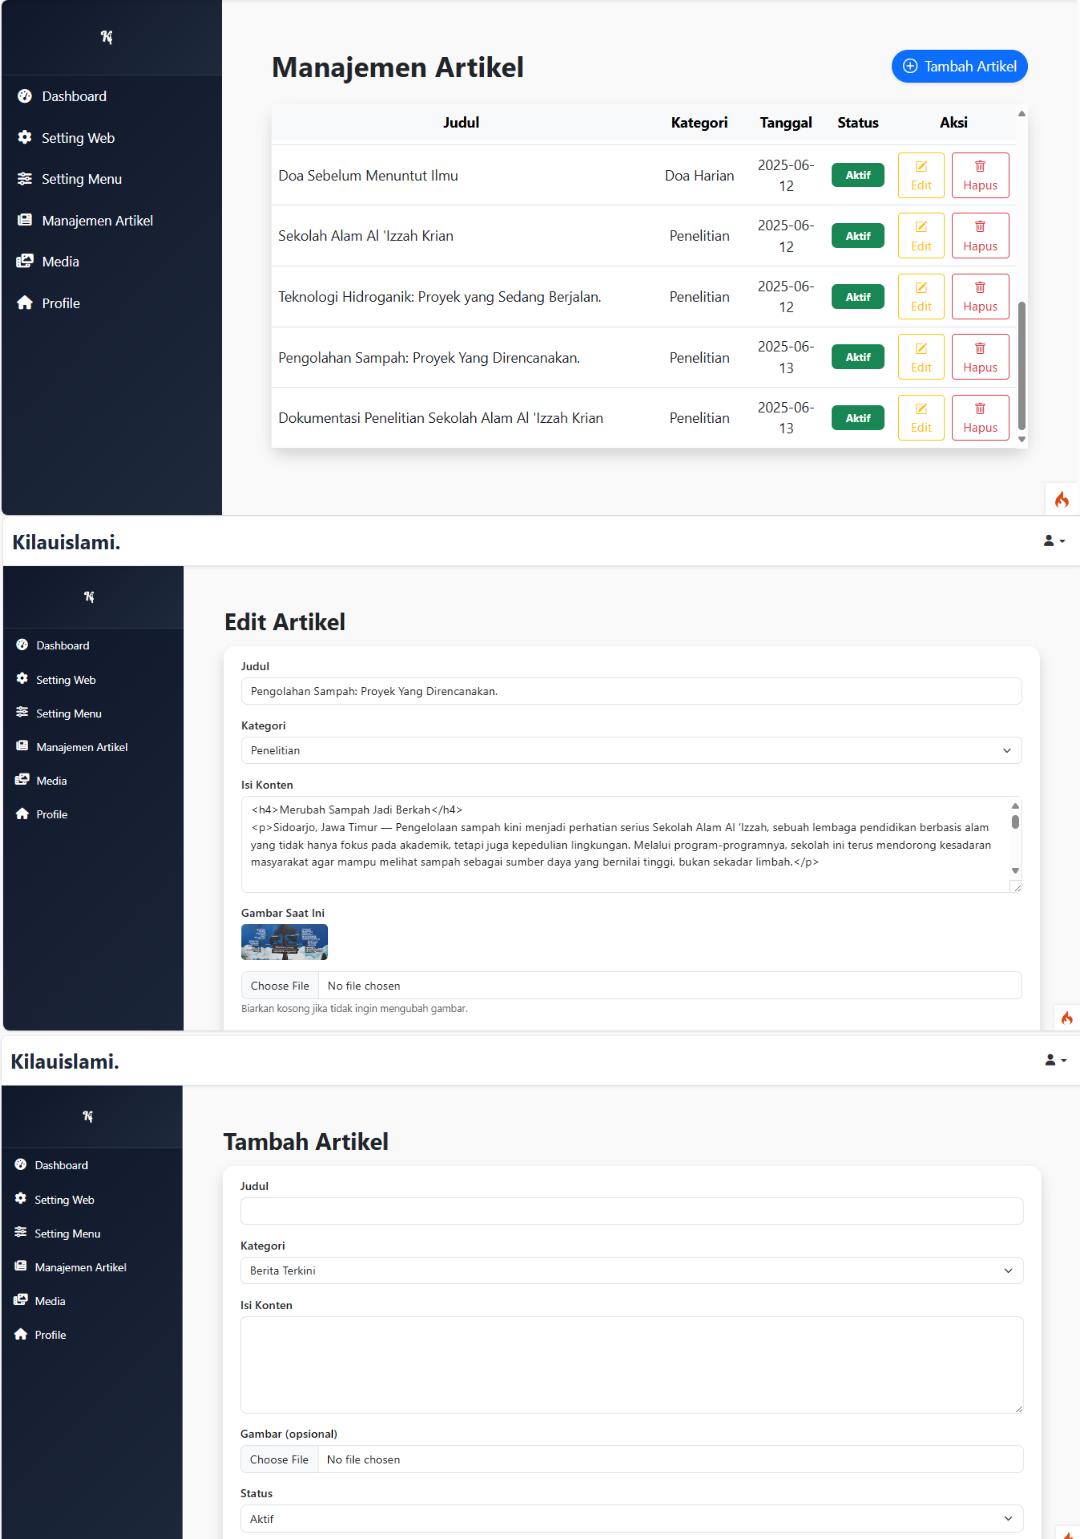 Manajemen Artikel
Tambah Artikel
Dashboard
Setting Web
Setting Menu
Manajemen Artikel
Media
Profile
Judul Kategori Tanggal Status Aksi
Doa Sebelum Menuntut Ilmu Doa Harian 2025-06-12 Aktif Edit Hapus
Sekolah Alam Al 'Izzah Krian Penelitian 2025-06-12 Aktif Edit Hapus
Teknologi Hidroganik: Proyek yang Sedang Berjalan. Penelitian 2025-06-12 Aktif Edit Hapus
Pengolahan Sampah: Proyek Yang Direncanakan. Penelitian 2025-06-13 Aktif Edit Hapus
Dokumentasi Penelitian Sekolah Alam Al 'Izzah Krian Penelitian 2025-06-13 Aktif Edit Hapus
Kilauislami.
Dashboard
Setting Web
Setting Menu
Manajemen Artikel
Media
Profile
Edit Artikel
Judul
Pengolahan Sampah: Proyek Yang Direncanakan.
Kategori
Penelitian
Isi Konten
<h4>Merubah Sampah Jadi Berkah</h4>
<p>Sidoarjo, Jawa Timur — Pengelolaan sampah kini menjadi perhatian serius Sekolah Alam Al 'Izzah, sebuah lembaga pendidikan berbasis alam
yang tidak hanya fokus pada akademik, tetapi juga kepedulian lingkungan. Melalui program-programnya, sekolah ini terus mendorong kesadaran
masyarakat agar mampu melihat sampah sebagai sumber daya yang bernilai tinggi, bukan sekadar limbah.</p>
Gambar Saat Ini
Choose File No file chosen
Biarkan kosong jika tidak ingin mengubah gambar.
Kilauislami.
Dashboard
Setting Web
Setting Menu
Manajemen Artikel
Media
Profile
Tambah Artikel
Judul
Kategori
Berita Terkini
Isi Konten
Gambar (opsional)
Choose File No file chosen
Status
Aktif